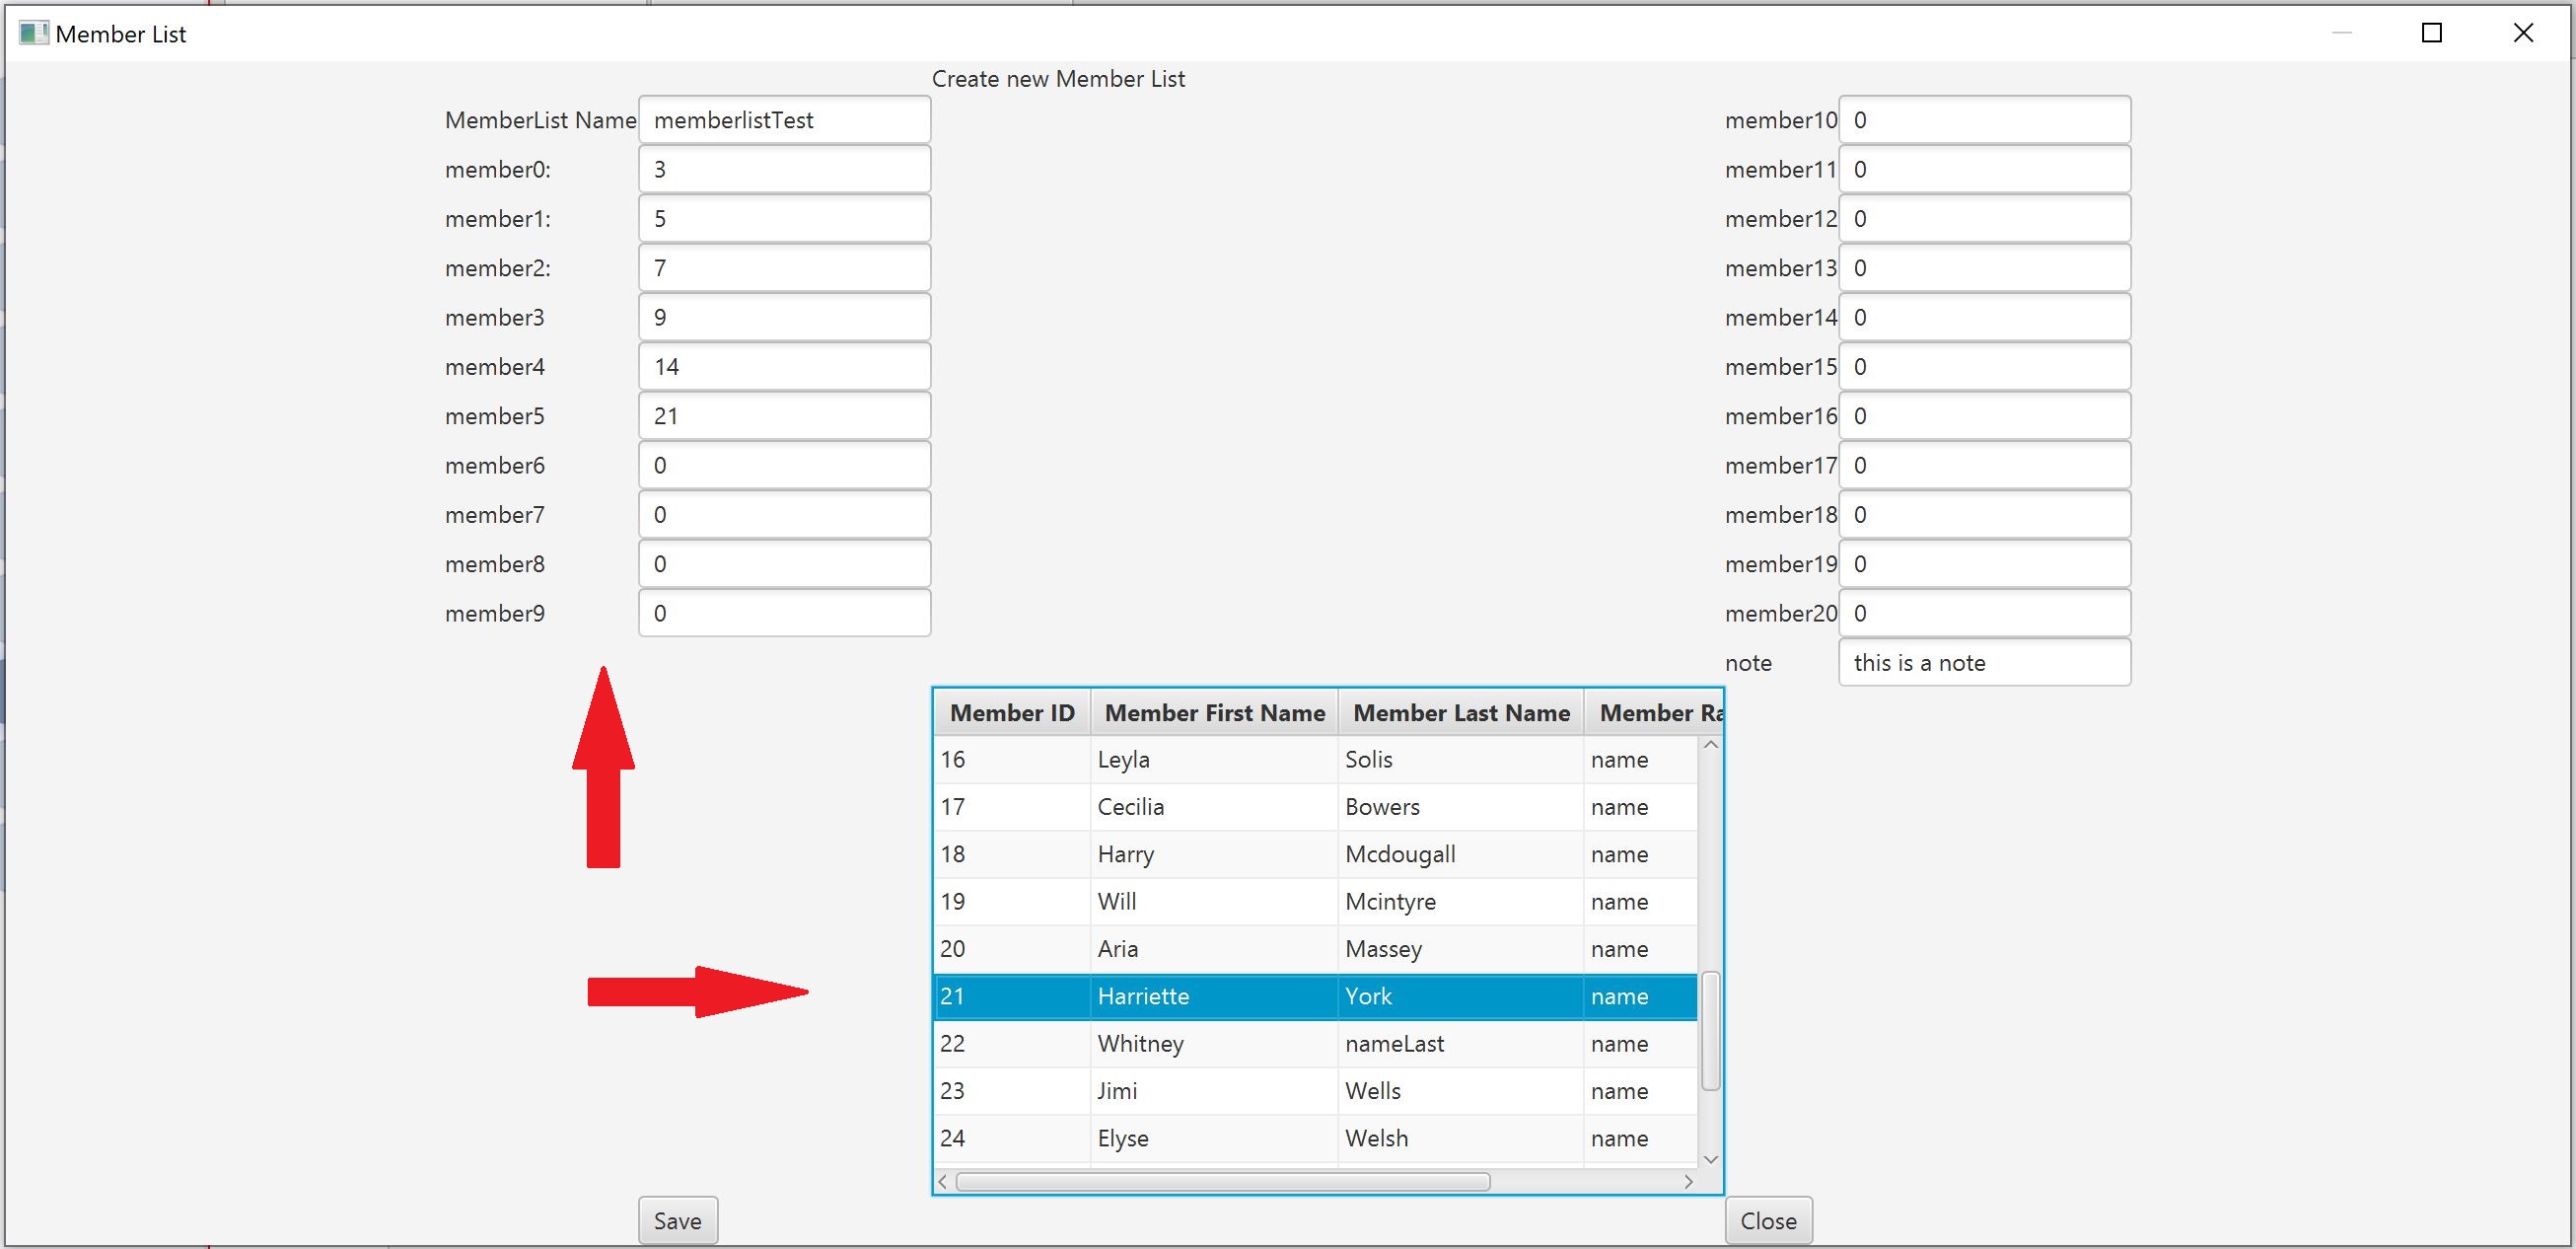 Member List
Create new Member List
MemberList Name memberlistTest
member0: 3
member1: 5
member2: 7
member3 9
member4 14
member5 21
member6 0
member7 0
member8 0
member9 0
member10 0
member11 0
member12 0
member13 0
member14 0
member15 0
member16 0
member17 0
member18 0
member19 0
member20 0
note this is a note
Member ID Member First Name Member Last Name Member Ra
16 Leyla Solis name
17 Cecilia Bowers name
18 Harry Mcdougall name
19 Will Mcintyre name
20 Aria Massey name
21 Harriette York name
22 Whitney nameLast name
23 Jimi Wells name
24 Elyse Welsh name
Save
Close